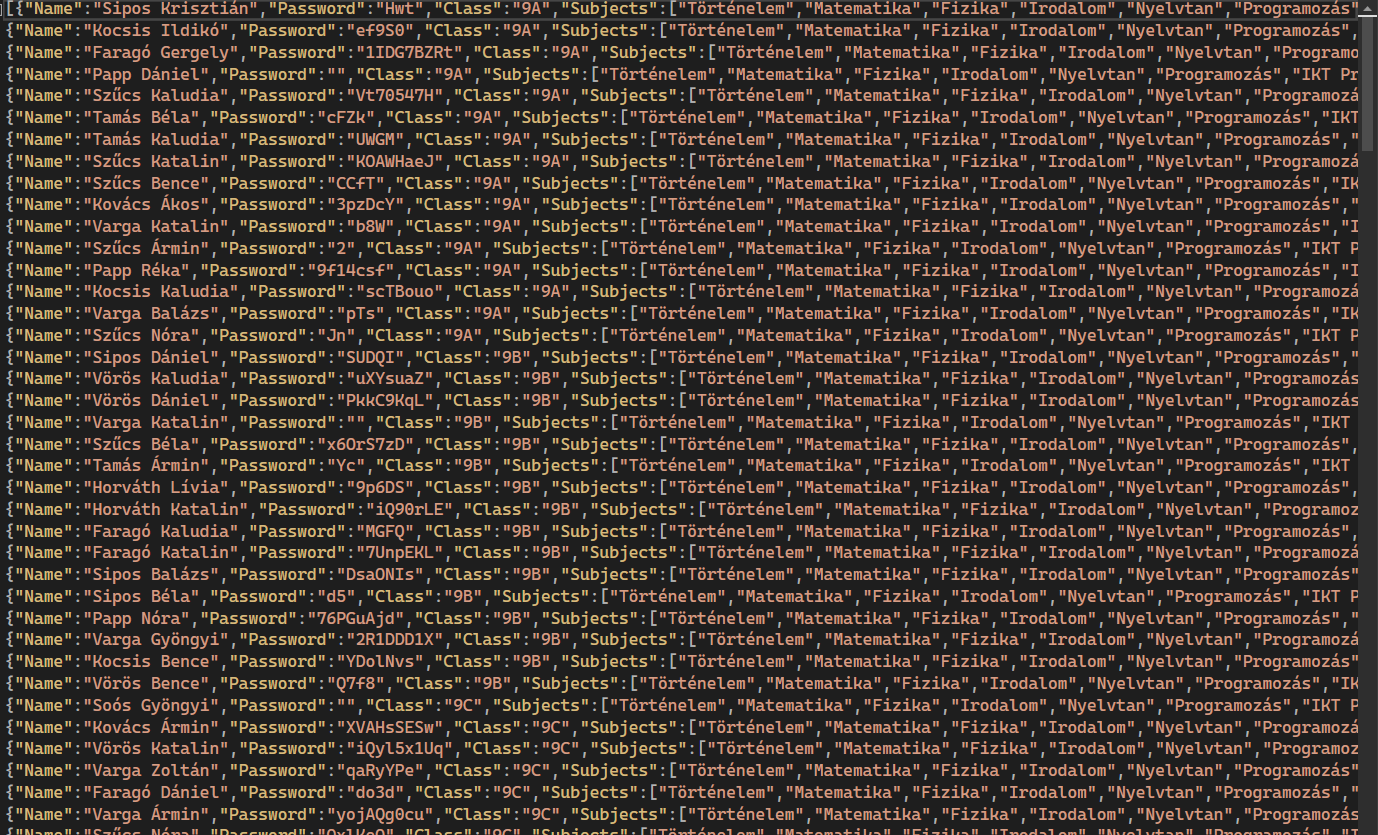 [{"Name":"Sipos Krisztián","Password":"Hwt","Class":"9A","Subjects":["Történelem","Matematika","Fizika","Irodalom","Nyelvtan","Programozás"
{"Name":"Kocsis Ildikó","Password":"ef9S0","Class":"9A","Subjects":["Történelem","Matematika","Fizika","Irodalom","Nyelvtan","Programozás",
{"Name":"Faragó Gergely","Password":"1IDG7BZRt","Class":"9A","Subjects":["Történelem","Matematika","Fizika","Irodalom","Nyelvtan","Programo
{"Name":"Papp Dániel","Password":"","Class":"9A","Subjects":["Történelem","Matematika","Fizika","Irodalom","Nyelvtan","Programozás","IKT Pr
{"Name":"Szűcs Kaludia","Password":"Vt70547H","Class":"9A","Subjects":["Történelem","Matematika","Fizika","Irodalom","Nyelvtan","Programozá
{"Name":"Tamás Béla","Password":"cFZk","Class":"9A","Subjects":["Történelem","Matematika","Fizika","Irodalom","Nyelvtan","Programozás","IKT
{"Name":"Tamás Kaludia","Password":"UWGM","Class":"9A","Subjects":["Történelem","Matematika","Fizika","Irodalom","Nyelvtan","Programozás","
{"Name":"Szűcs Katalin","Password":"KOAWHaeJ","Class":"9A","Subjects":["Történelem","Matematika","Fizika","Irodalom","Nyelvtan","Programozá
{"Name":"Szűcs Bence","Password":"CCfT","Class":"9A","Subjects":["Történelem","Matematika","Fizika","Irodalom","Nyelvtan","Programozás","IK
{"Name":"Kovács Ákos","Password":"3pzDcY","Class":"9A","Subjects":["Történelem","Matematika","Fizika","Irodalom","Nyelvtan","Programozás","
{"Name":"Varga Katalin","Password":"b8W","Class":"9A","Subjects":["Történelem","Matematika","Fizika","Irodalom","Nyelvtan","Programozás","I
{"Name":"Szűcs Ármin","Password":"2","Class":"9A","Subjects":["Történelem","Matematika","Fizika","Irodalom","Nyelvtan","Programozás","IKT P
{"Name":"Papp Réka","Password":"9f14csf","Class":"9A","Subjects":["Történelem","Matematika","Fizika","Irodalom","Nyelvtan","Programozás","I
{"Name":"Kocsis Kaludia","Password":"scTBouo","Class":"9A","Subjects":["Történelem","Matematika","Fizika","Irodalom","Nyelvtan","Programozá
{"Name":"Varga Balázs","Password":"pTs","Class":"9A","Subjects":["Történelem","Matematika","Fizika","Irodalom","Nyelvtan","Programozás","IK
{"Name":"Szűcs Nóra","Password":"Jn","Class":"9A","Subjects":["Történelem","Matematika","Fizika","Irodalom","Nyelvtan","Programozás","IKT P
{"Name":"Sipos Dániel","Password":"SUDQI","Class":"9B","Subjects":["Történelem","Matematika","Fizika","Irodalom","Nyelvtan","Programozás","
{"Name":"Vörös Kaludia","Password":"uXYsuaZ","Class":"9B","Subjects":["Történelem","Matematika","Fizika","Irodalom","Nyelvtan","Programozás
{"Name":"Vörös Dániel","Password":"PkkC9KqL","Class":"9B","Subjects":["Történelem","Matematika","Fizika","Irodalom","Nyelvtan","Programozás
{"Name":"Varga Katalin","Password":"","Class":"9B","Subjects":["Történelem","Matematika","Fizika","Irodalom","Nyelvtan","Programozás","IKT
{"Name":"Szűcs Béla","Password":"x6OrS7zD","Class":"9B","Subjects":["Történelem","Matematika","Fizika","Irodalom","Nyelvtan","Programozás",
{"Name":"Tamás Ármin","Password":"Yc","Class":"9B","Subjects":["Történelem","Matematika","Fizika","Irodalom","Nyelvtan","Programozás","IKT
{"Name":"Horváth Lívia","Password":"9p6DS","Class":"9B","Subjects":["Történelem","Matematika","Fizika","Irodalom","Nyelvtan","Programozás",
{"Name":"Horváth Katalin","Password":"iQ90rLE","Class":"9B","Subjects":["Történelem","Matematika","Fizika","Irodalom","Nyelvtan","Programoz
{"Name":"Faragó Kaludia","Password":"MGFQ","Class":"9B","Subjects":["Történelem","Matematika","Fizika","Irodalom","Nyelvtan","Programozás",
{"Name":"Faragó Katalin","Password":"7UnpEKL","Class":"9B","Subjects":["Történelem","Matematika","Fizika","Irodalom","Nyelvtan","Programozá
{"Name":"Sipos Balázs","Password":"DsaONIs","Class":"9B","Subjects":["Történelem","Matematika","Fizika","Irodalom","Nyelvtan","Programozás"
{"Name":"Sipos Béla","Password":"d5","Class":"9B","Subjects":["Történelem","Matematika","Fizika","Irodalom","Nyelvtan","Programozás","IKT P
{"Name":"Papp Nóra","Password":"76PGuAjd","Class":"9B","Subjects":["Történelem","Matematika","Fizika","Irodalom","Nyelvtan","Programozás","
{"Name":"Varga Gyöngyi","Password":"2R1DDD1X","Class":"9B","Subjects":["Történelem","Matematika","Fizika","Irodalom","Nyelvtan","Programozá
{"Name":"Kocsis Bence","Password":"YDolNvs","Class":"9B","Subjects":["Történelem","Matematika","Fizika","Irodalom","Nyelvtan","Programozás"
{"Name":"Vörös Bence","Password":"Q7f8","Class":"9B","Subjects":["Történelem","Matematika","Fizika","Irodalom","Nyelvtan","Programozás","IK
{"Name":"Soós Gyöngyi","Password":"","Class":"9C","Subjects":["Történelem","Matematika","Fizika","Irodalom","Nyelvtan","Programozás","IKT P
{"Name":"Kovács Ármin","Password":"XVAHsSESw","Class":"9C","Subjects":["Történelem","Matematika","Fizika","Irodalom","Nyelvtan","Programozá
{"Name":"Vörös Katalin","Password":"iQyl5x1Uq","Class":"9C","Subjects":["Történelem","Matematika","Fizika","Irodalom","Nyelvtan","Programoz
{"Name":"Varga Zoltán","Password":"qaRyYPe","Class":"9C","Subjects":["Történelem","Matematika","Fizika","Irodalom","Nyelvtan","Programozás"
{"Name":"Faragó Dániel","Password":"do3d","Class":"9C","Subjects":["Történelem","Matematika","Fizika","Irodalom","Nyelvtan","Programozás","
{"Name":"Varga Ármin","Password":"yojAQg0cu","Class":"9C","Subjects":["Történelem","Matematika","Fizika","Irodalom","Nyelvtan","Programozás